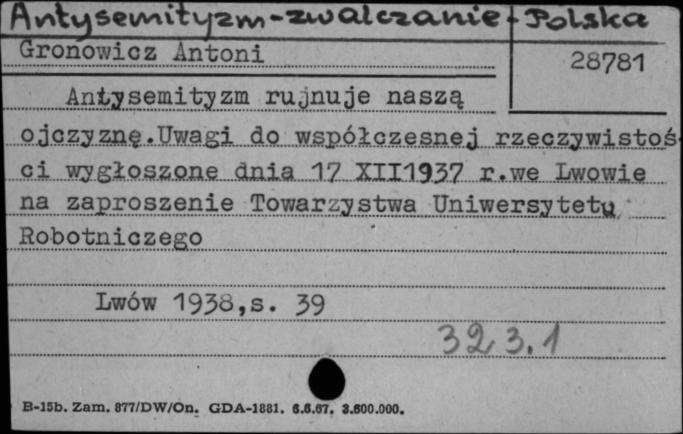 Antysemityzm-zwalczanie-Polska
Gronowicz Antoni
28781
Antysemityzm rujnuje naszą
ojczyznę.Uwagi do współczesnej rzeczywistoś-
ci wygłoszone dnia 17 XII1937 r.we Lwowie
na zaproszenie Towarzystwa Uniwersytetu
Robotniczego
Lwów 1938,s. 39
323.1
B-15b. Zam. 877/DW/On. GDA-1881. 6.6.67. 3.600.000.